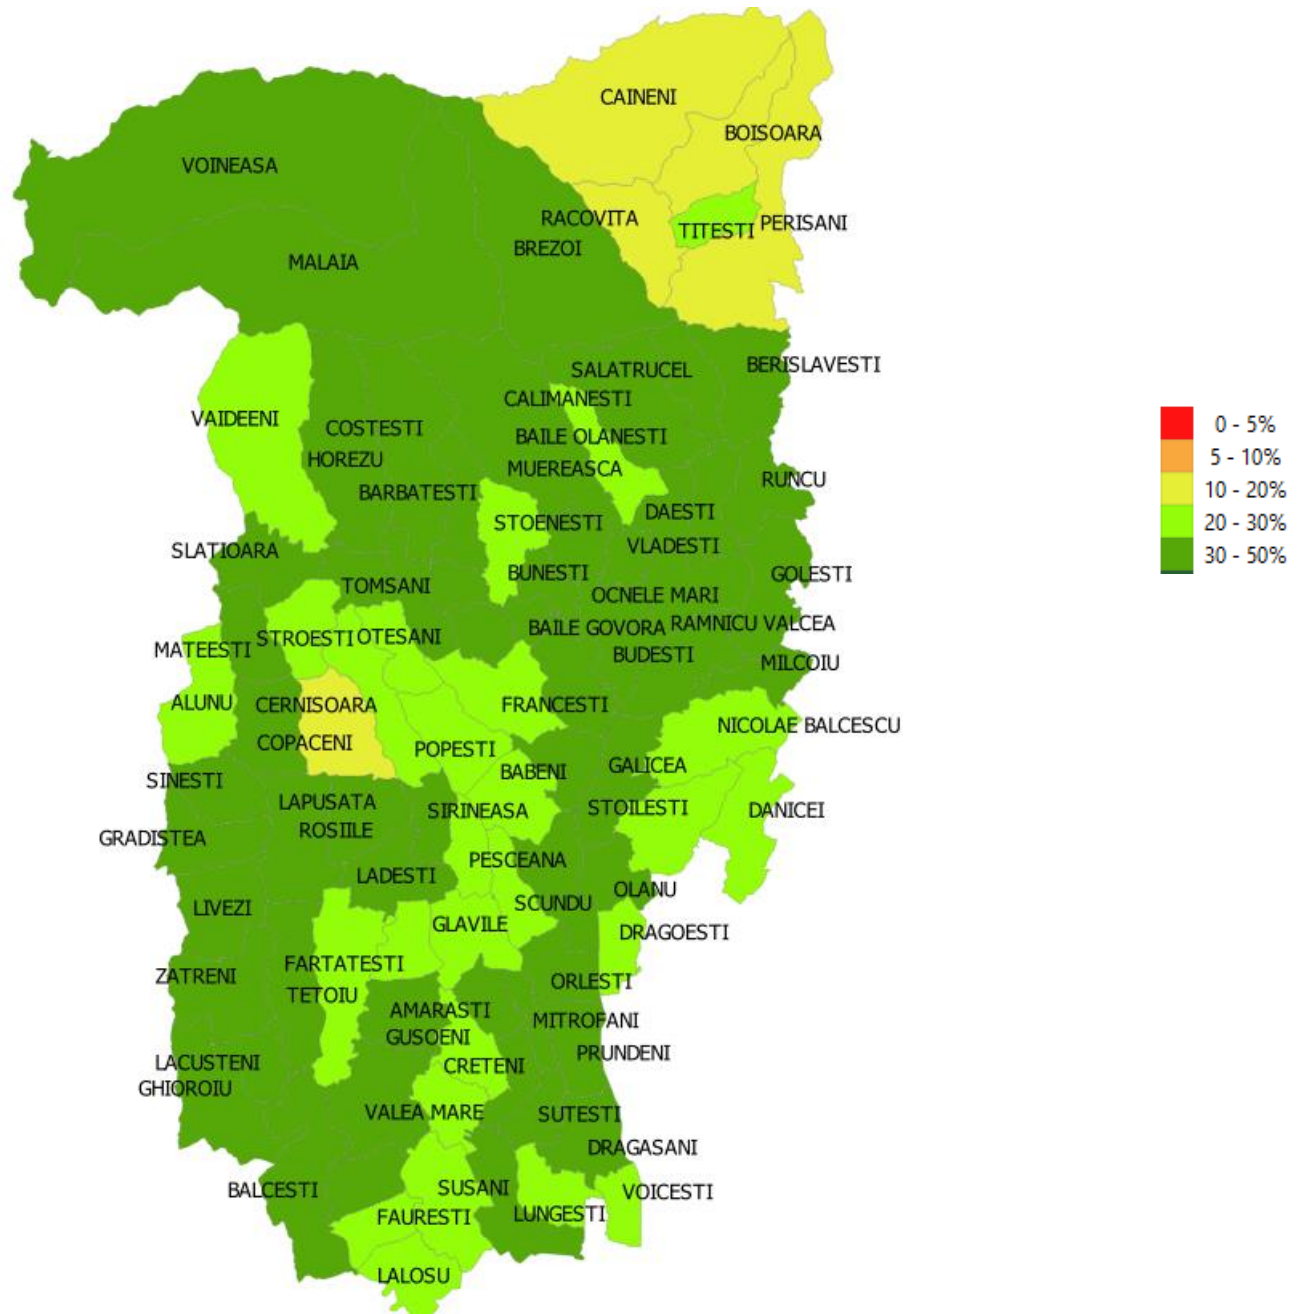 CAINENI
BOISOARA
VOINEASA
RACOVITA
PERISANI
TITESTI
BREZOI
MALAIA
BERISLAVESTI
SALATRUCEL
CALIMANESTI
VAIDEENI
COSTESTI
BAILE OLANESTI
HOREZU
MUEREASCA
RUNCU
BARBATESTI
DAESTI
STOENESTI
VLADESTI
SLATIOARA
BUNESTI
GOLESTI
TOMSANI
OCNELE MARI
BAILE GOVORA
RAMNICU VALCEA
STROESTI
OTESANI
MATEESTI
BUDESTI
MILCOIU
ALUNU
CERNISOARA
FRANCESTI
NICOLAE BALCESCU
COPACENI
POPESTI
GALICEA
BABENI
SINESTI
LAPUSATA
SIRINEASA
STOILESTI
DANICEI
ROSIILE
GRADISTEA
PESCEANA
LADESTI
OLANU
SCUNDU
LIVEZI
GLAVILE
DRAGOESTI
FARTATESTI
ZATRENI
ORLESTI
TETOIU
AMARASTI
MITROFANI
GUSOENI
PRUNDENI
LACUSTENI
CRETENI
GHIOROIU
VALEA MARE
SUTESTI
DRAGASANI
BALCESTI
SUSANI
VOICESTI
FAURESTI
LUNGESTI
LALOSU
0 - 5%
5 - 10%
10 - 20%
20 - 30%
30 - 50%